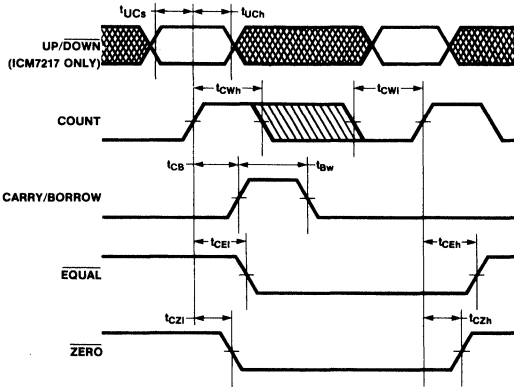 tUCs
tUCh
UP/DOWN
(ICM7217 ONLY)
tCWh
tCWl
COUNT
tCB
tBw
CARRY/BORROW
tCEl
tCEh
EQUAL
tCZl
tCZh
ZERO